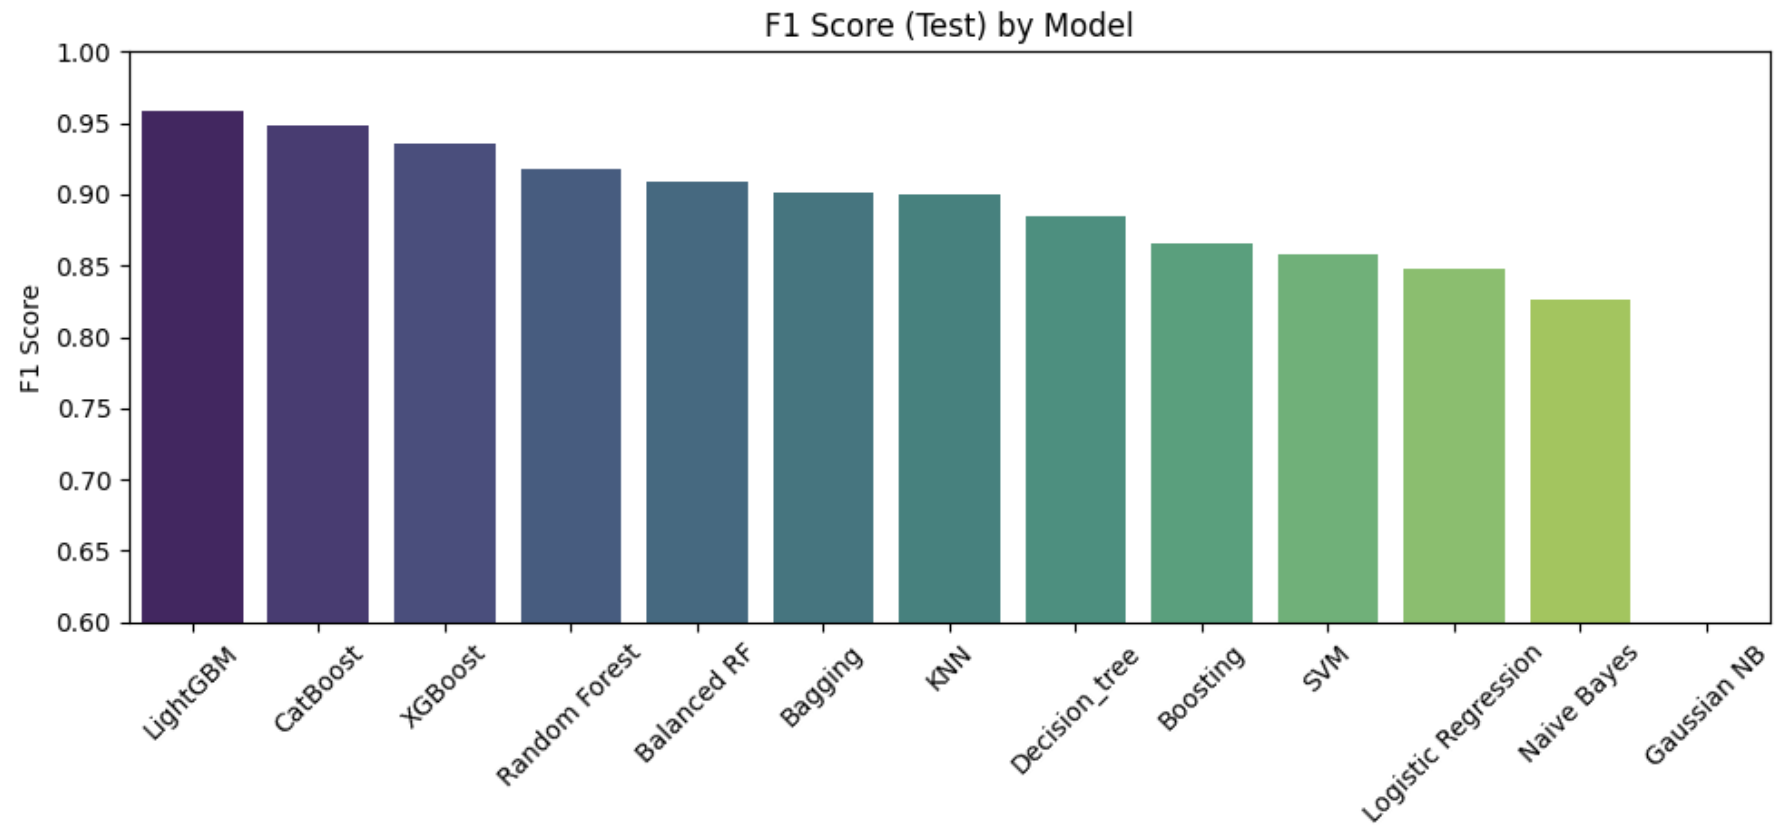 F1 Score (Test) by Model
F1 Score
1.00
0.95
0.90
0.85
0.80
0.75
0.70
0.65
0.60
LightGBM
CatBoost
XGBoost
Random Forest
Balanced RF
Bagging
KNN
Decision_tree
Boosting
SVM
Logistic Regression
Naive Bayes
Gaussian NB